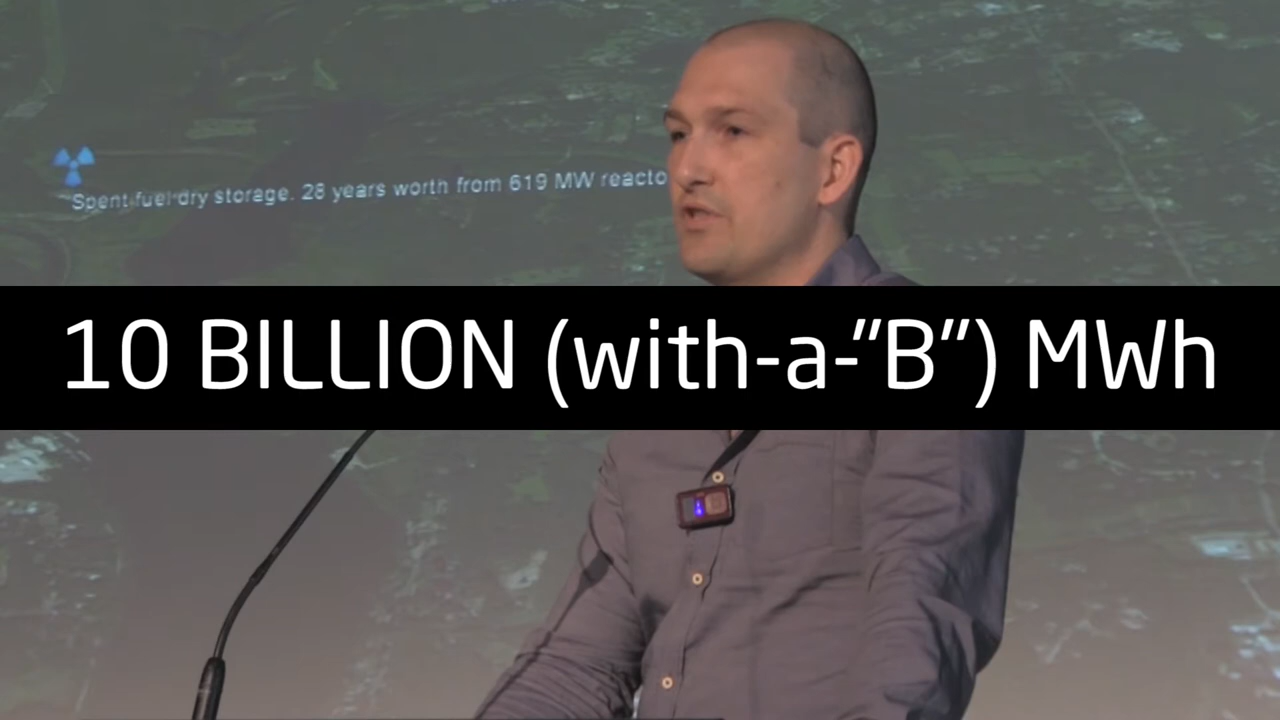 Spent fuel dry storage. 28 years worth from 619 MW reacto
10 BILLION (with-a-"B") MWh